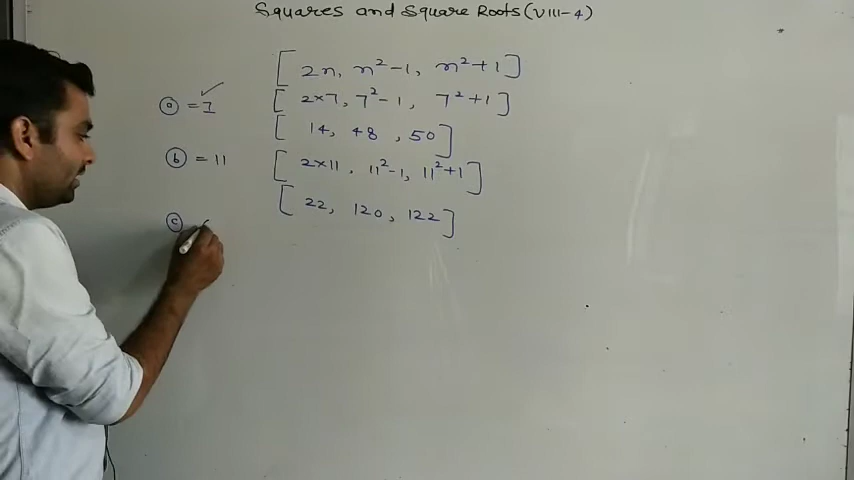 Squares and Square Roots (VIII-4)
[2n, n²-1, n²+1]
ⓐ = 7 [2×7, 7²-1, 7²+1]
[14, 48, 50]
ⓑ = 11 [2×11, 11²-1, 11²+1]
[22, 120, 122]
ⓒ